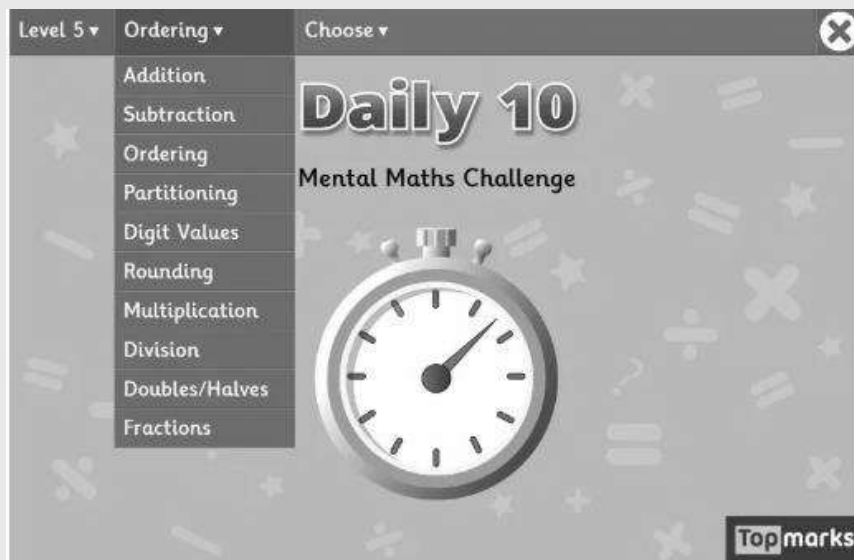 Level 5▾ Ordering▾ Choose▾
Addition
Subtraction
Ordering
Partitioning
Digit Values
Rounding
Multiplication
Division
Doubles/Halves
Fractions
Daily 10
Mental Maths Challenge
Topmarks